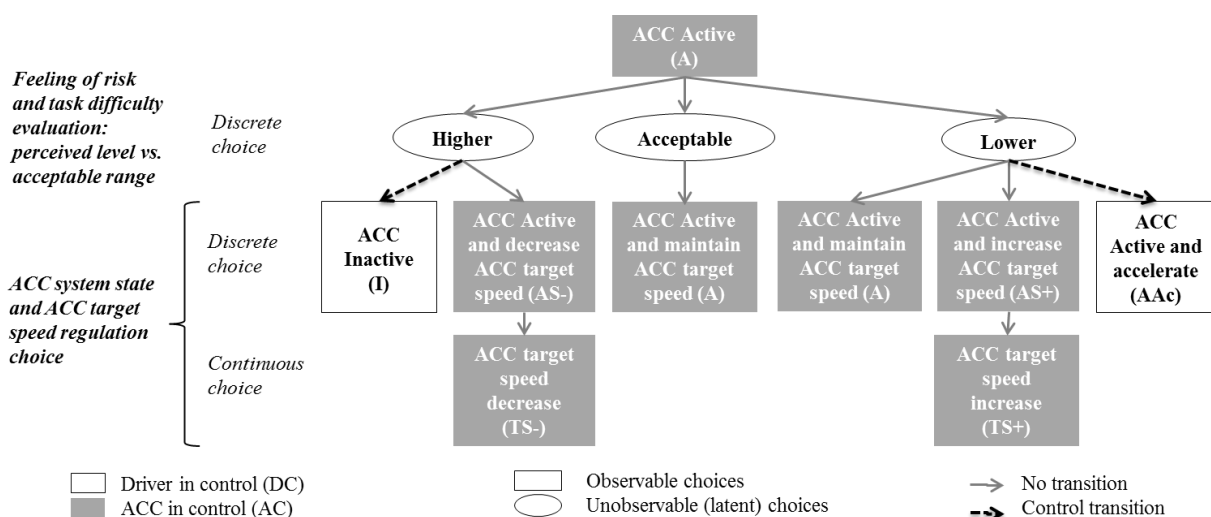 ACC Active
(A)
Feeling of risk
and task difficulty
evaluation:
perceived level vs.
acceptable range
Discrete
choice
Higher
Acceptable
Lower
ACC system state
and ACC target
speed regulation
choice
Discrete
choice
ACC
Inactive
(I)
ACC Active
and decrease
ACC target
speed (AS-)
ACC Active
and maintain
ACC target
speed (A)
ACC Active
and maintain
ACC target
speed (A)
ACC Active
and increase
ACC target
speed (AS+)
ACC
Active and
accelerate
(AAc)
Continuous
choice
ACC target
speed
decrease
(TS-)
ACC target
speed
increase
(TS+)
Driver in control (DC)
ACC in control (AC)
Observable choices
Unobservable (latent) choices
No transition
Control transition